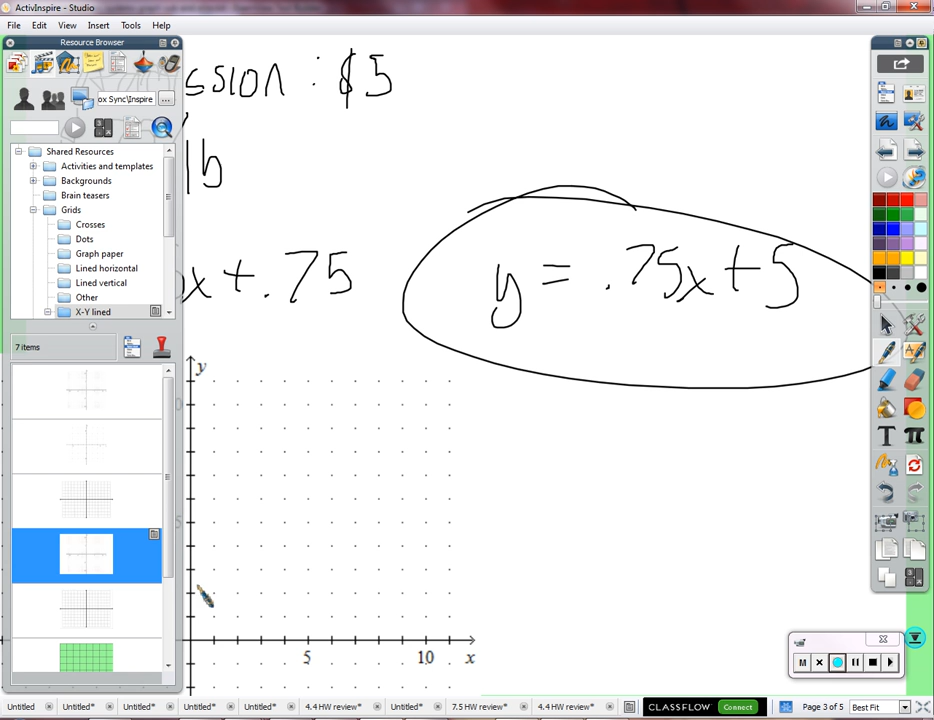 ActivInspire - Studio
File Edit View Insert Tools Help
Resource Browser
ox Sync\Inspire ...
Shared Resources
Activities and templates
Backgrounds
Brain teasers
Grids
Crosses
Dots
Graph paper
Lined horizontal
Lined vertical
Other
X-Y lined
7 items
ssion : $5
lb
x + .75
y = .75x + 5
y
5 10 x
M
Untitled Untitled* Untitled* Untitled* Untitled* 4.4 HW review* Untitled* 7.5 HW review* 4.4 HW review* CLASSFLOW Connect Page 3 of 5 Best Fit